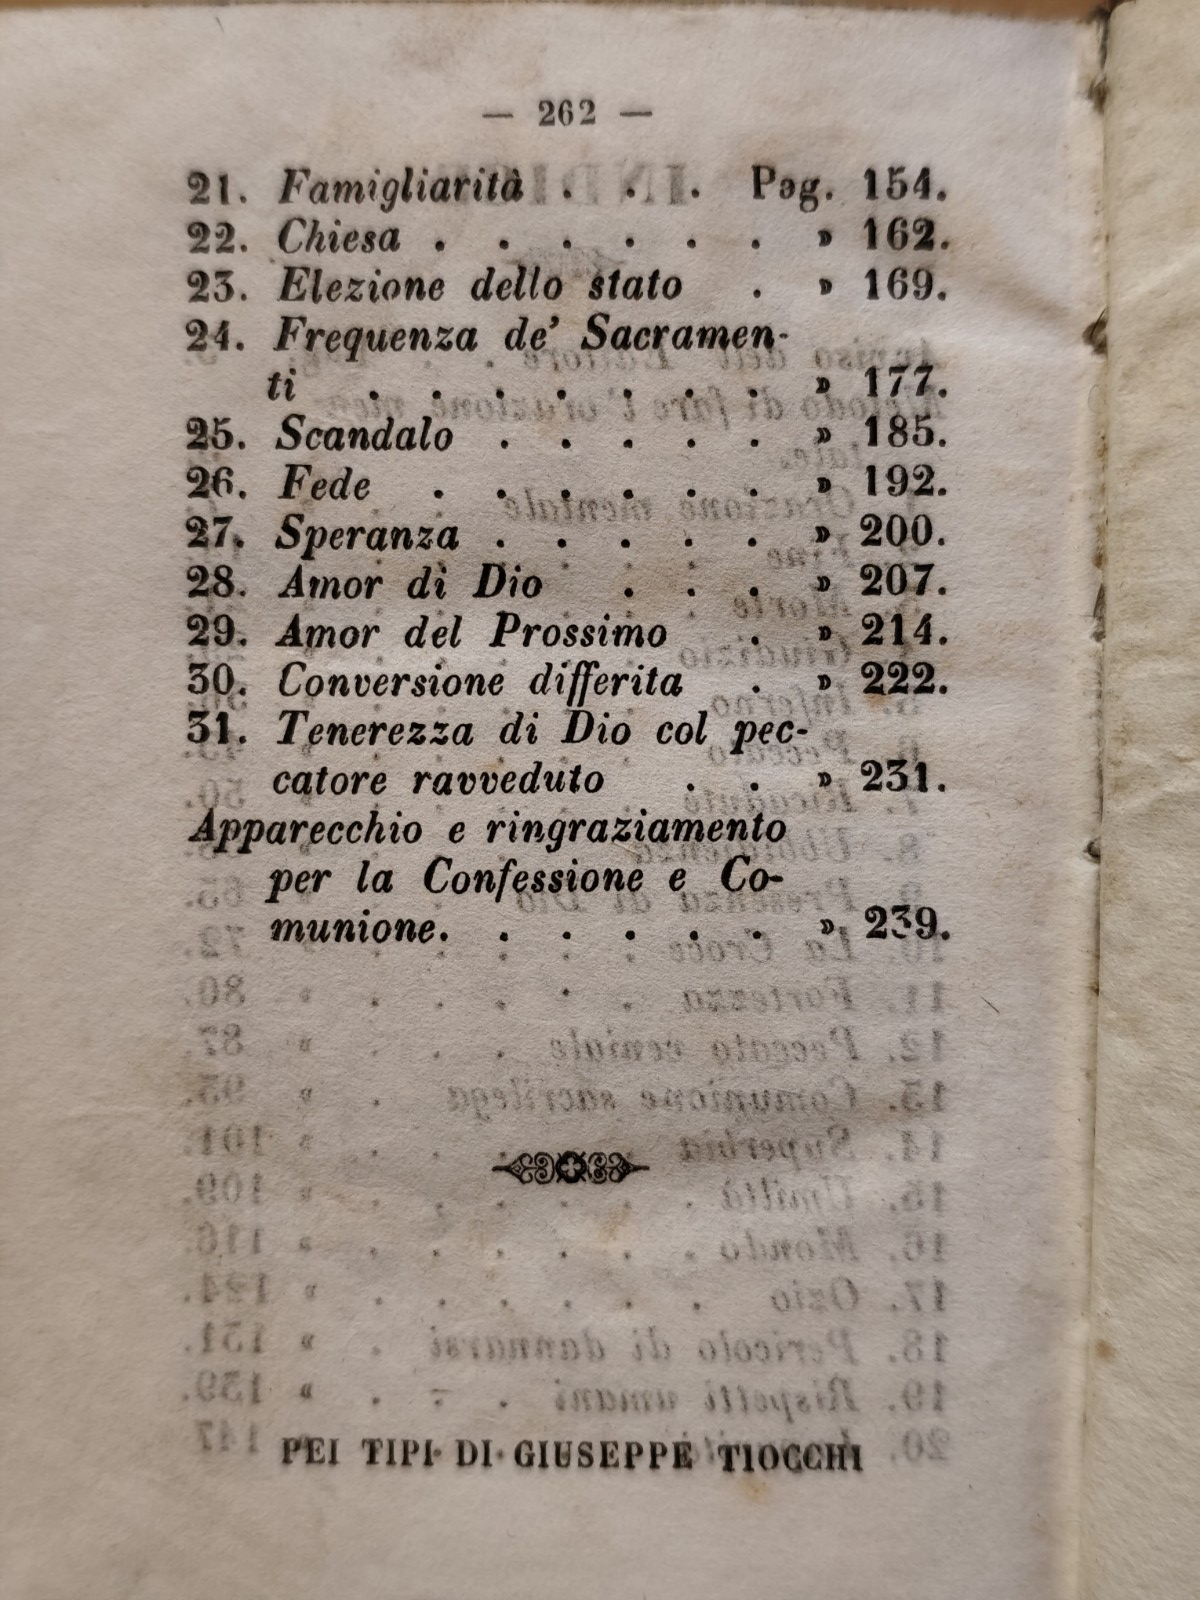 — 262 —
21. Famigliarità . . . Pag. 154.
22. Chiesa . . . . . . » 162.
23. Elezione dello stato . » 169.
24. Frequenza de' Sacramen-
ti . . . . . . . » 177.
25. Scandalo . . . . . » 185.
26. Fede . . . . . . » 192.
27. Speranza . . . . . » 200.
28. Amor di Dio . . . » 207.
29. Amor del Prossimo . » 214.
30. Conversione differita . » 222.
31. Tenerezza di Dio col pec-
catore ravveduto . . » 231.
Apparecchio e ringraziamento
per la Confessione e Co-
munione. . . . . . » 239.
PEI TIPI DI GIUSEPPE TIOCCHI